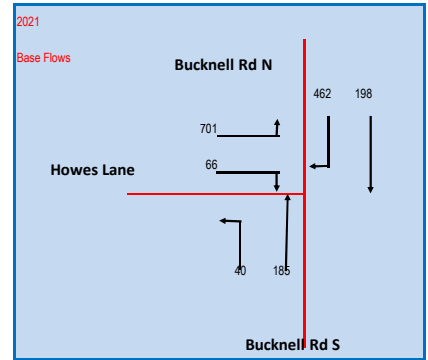 2021
Base Flows
Bucknell Rd N
462 198
701
66
Howes Lane
40 185
Bucknell Rd S